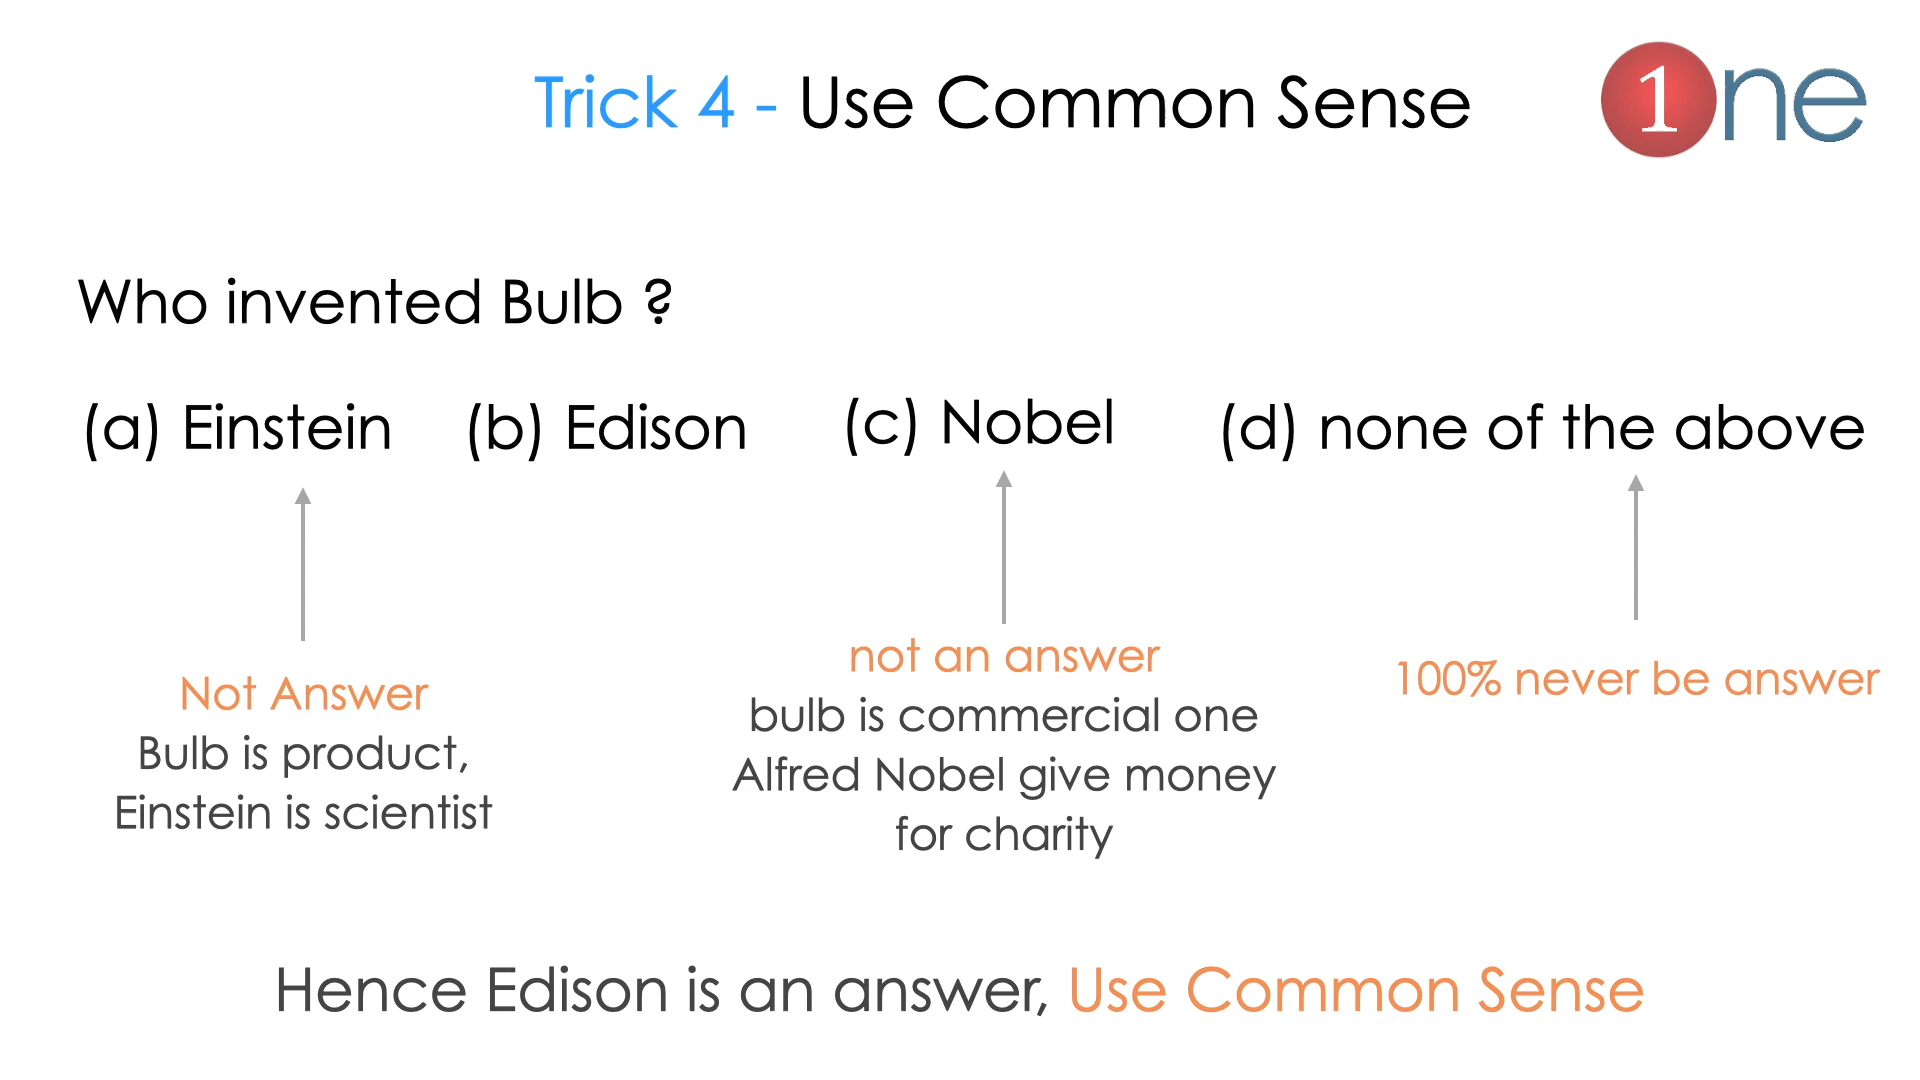 Trick 4 - Use Common Sense
1ne
Who invented Bulb ?
(a) Einstein (b) Edison (c) Nobel (d) none of the above
Not Answer
Bulb is product,
Einstein is scientist
not an answer
bulb is commercial one
Alfred Nobel give money
for charity
100% never be answer
Hence Edison is an answer, Use Common Sense